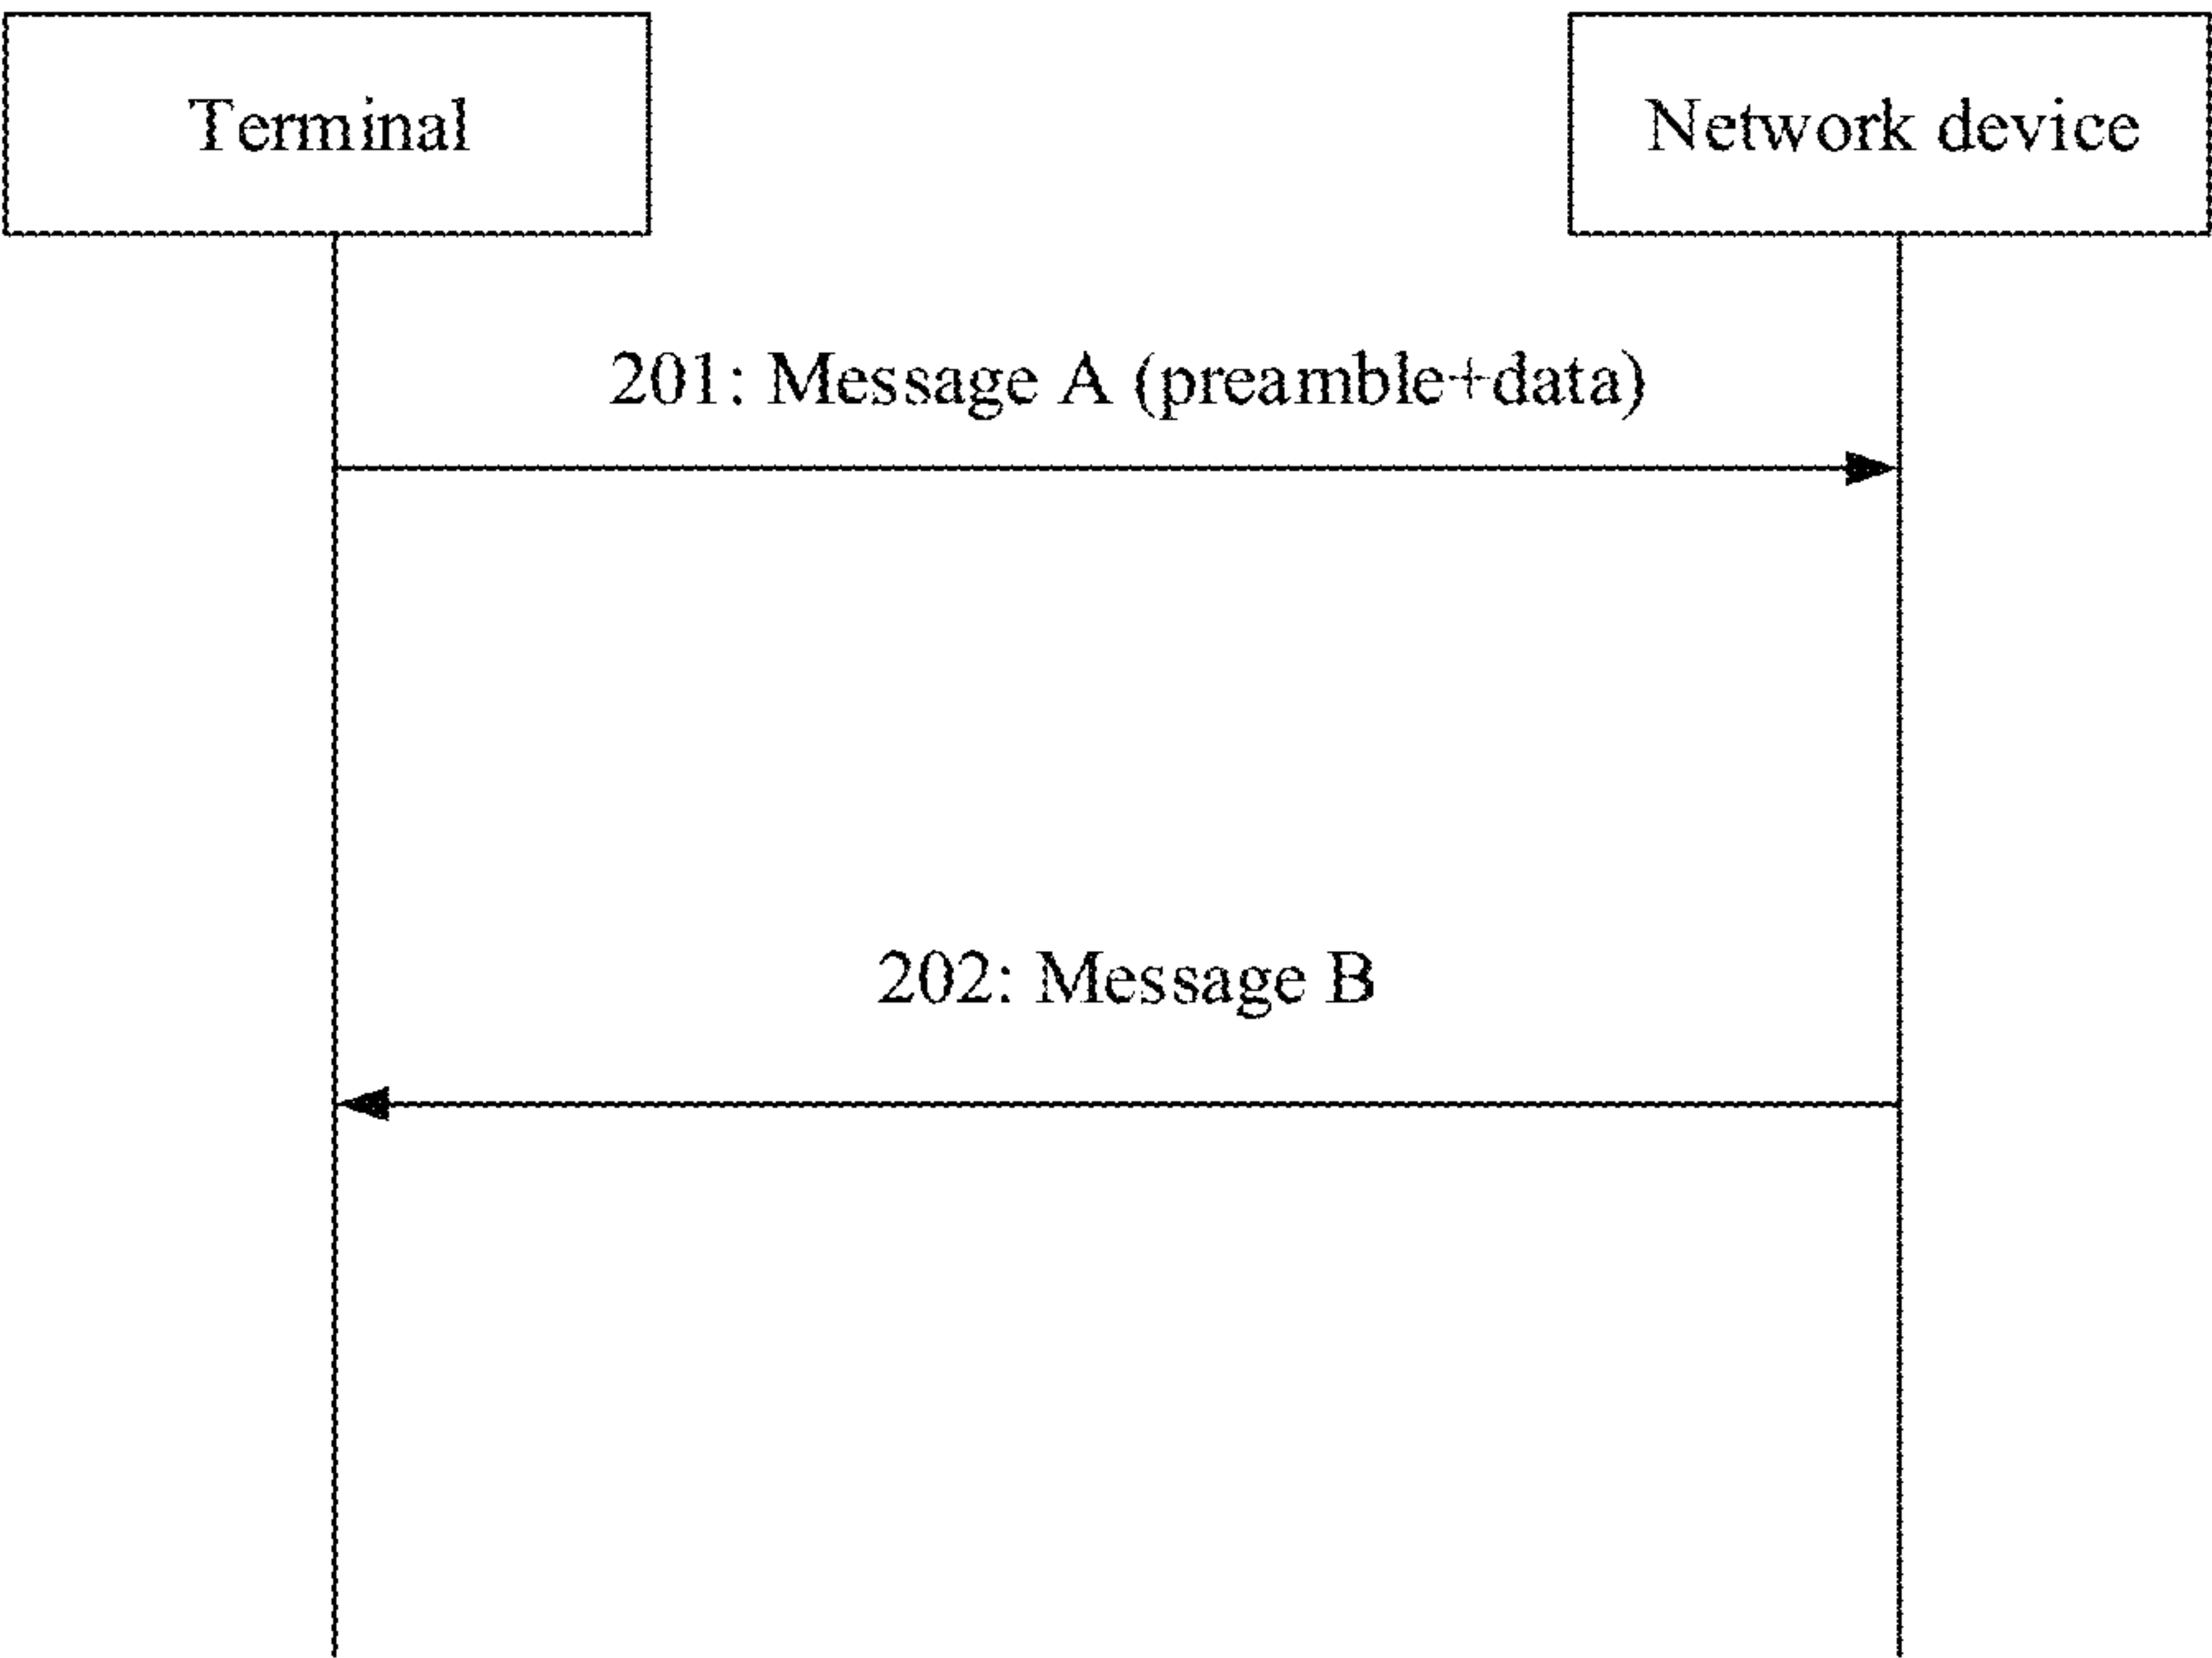 Terminal
Network device
201: Message A (preamble+data)
202: Message B